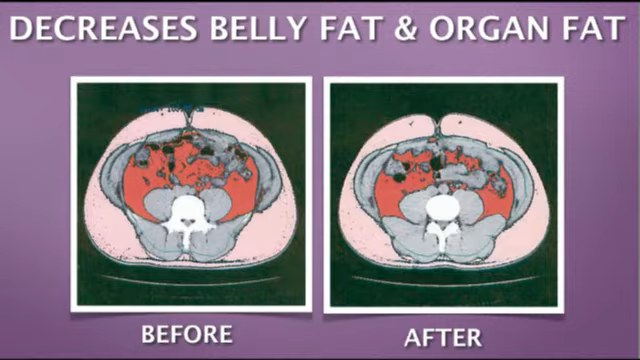 DECREASES BELLY FAT & ORGAN FAT
BEFORE
AFTER